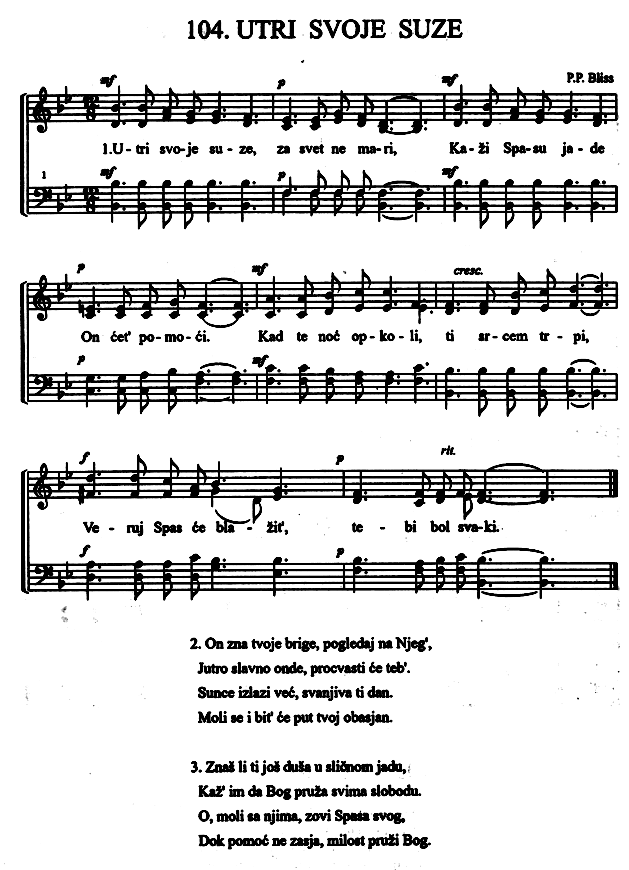 104. UTRI SVOJE SUZE
P.P. Bliss
mf p mf
1.U-tri svo-je su-ze, za svet ne ma-ri, Ka-ži Spa-su ja-de
1 mf p mf
p mf cresc.
On ćet' po-mo-ći. Kad te noć op-ko-li, ti srcem tr-pi,
p mf
f p rit.
Ve-ruj Spas će bla-žit', te-bi bol sva-ki.
f p
2. On zna tvoje brige, pogledaj na Njeg',
Jutro slavno onde, procvasti će teb'.
Sunce izlazi već, svanjiva ti dan.
Moli se i bit' će put tvoj obasjan.
3. Znaš li ti još duša u sličnom jadu,
Kaž' im da Bog pruža svima slobodu.
O, moli sa njima, zovi Spasa svog,
Dok pomoć ne zasja, milost pruži Bog.